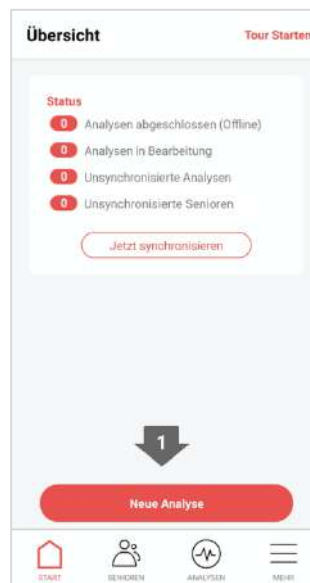 Übersicht Tour Starten
Status
0 Analysen abgeschlossen (Offline)
0 Analysen in Bearbeitung
0 Unsynchronisierte Analysen
0 Unsynchronisierte Senioren
Jetzt synchronisieren
1
Neue Analyse
START SENIOREN ANALYSEN MEHR